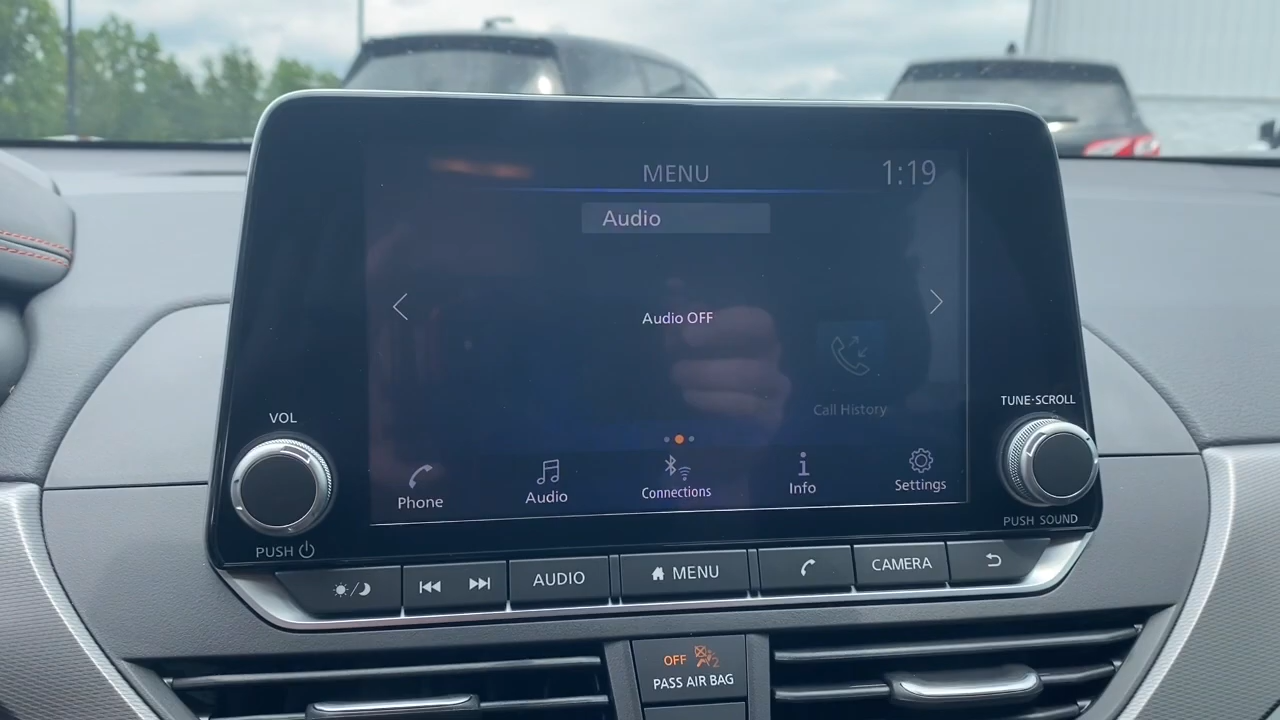 MENU
1:19
Audio
Audio OFF
Call History
VOL
TUNE·SCROLL
Phone
Audio
Connections
Info
Settings
PUSH
PUSH SOUND
AUDIO
MENU
CAMERA
OFF 2
PASS AIR BAG